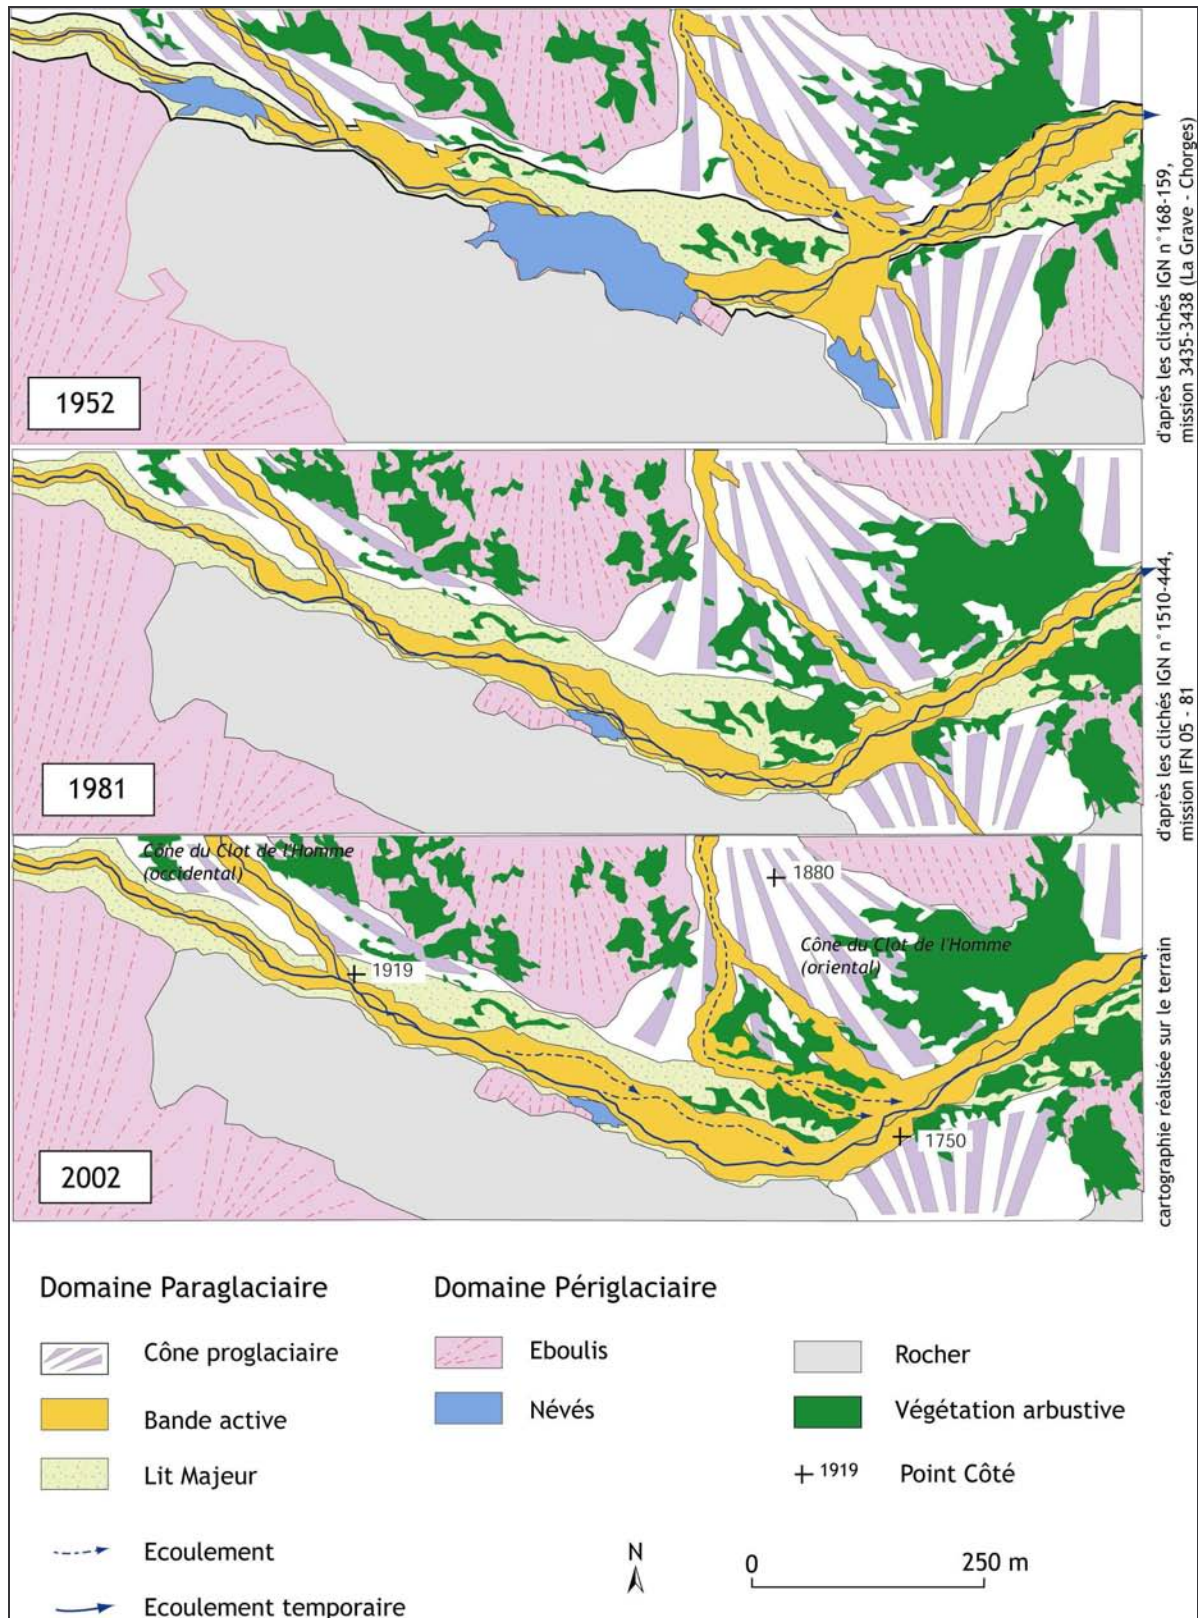 1952
d'après les clichés IGN n°168-159,
mission 3435-3438 (La Grave - Chorges)
1981
d'après les clichés IGN n°1510-444,
mission IFN 05 - 81
Cône du Clot de l'Homme
(occidental)
1880
Cône du Clot de l'Homme
(oriental)
1919
1750
2002
cartographie réalisée sur le terrain
Domaine Paraglaciaire
Cône proglaciaire
Bande active
Lit Majeur
Ecoulement
Ecoulement temporaire
Domaine Périglaciaire
Eboulis
Névés
Rocher
Végétation arbustive
+ 1919 Point Côté
N
0 250 m